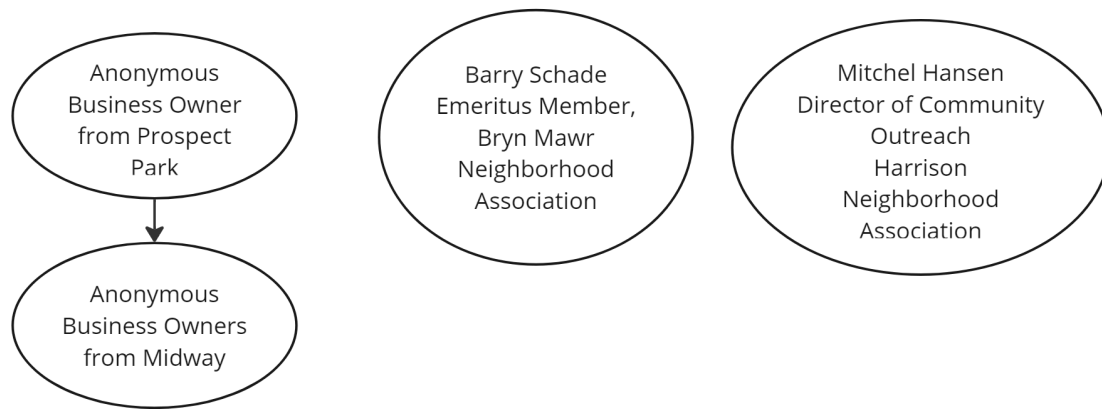 Anonymous
Business Owner
from Prospect
Park
Anonymous
Business Owners
from Midway
Barry Schade
Emeritus Member,
Bryn Mawr
Neighborhood
Association
Mitchel Hansen
Director of Community
Outreach
Harrison
Neighborhood
Association